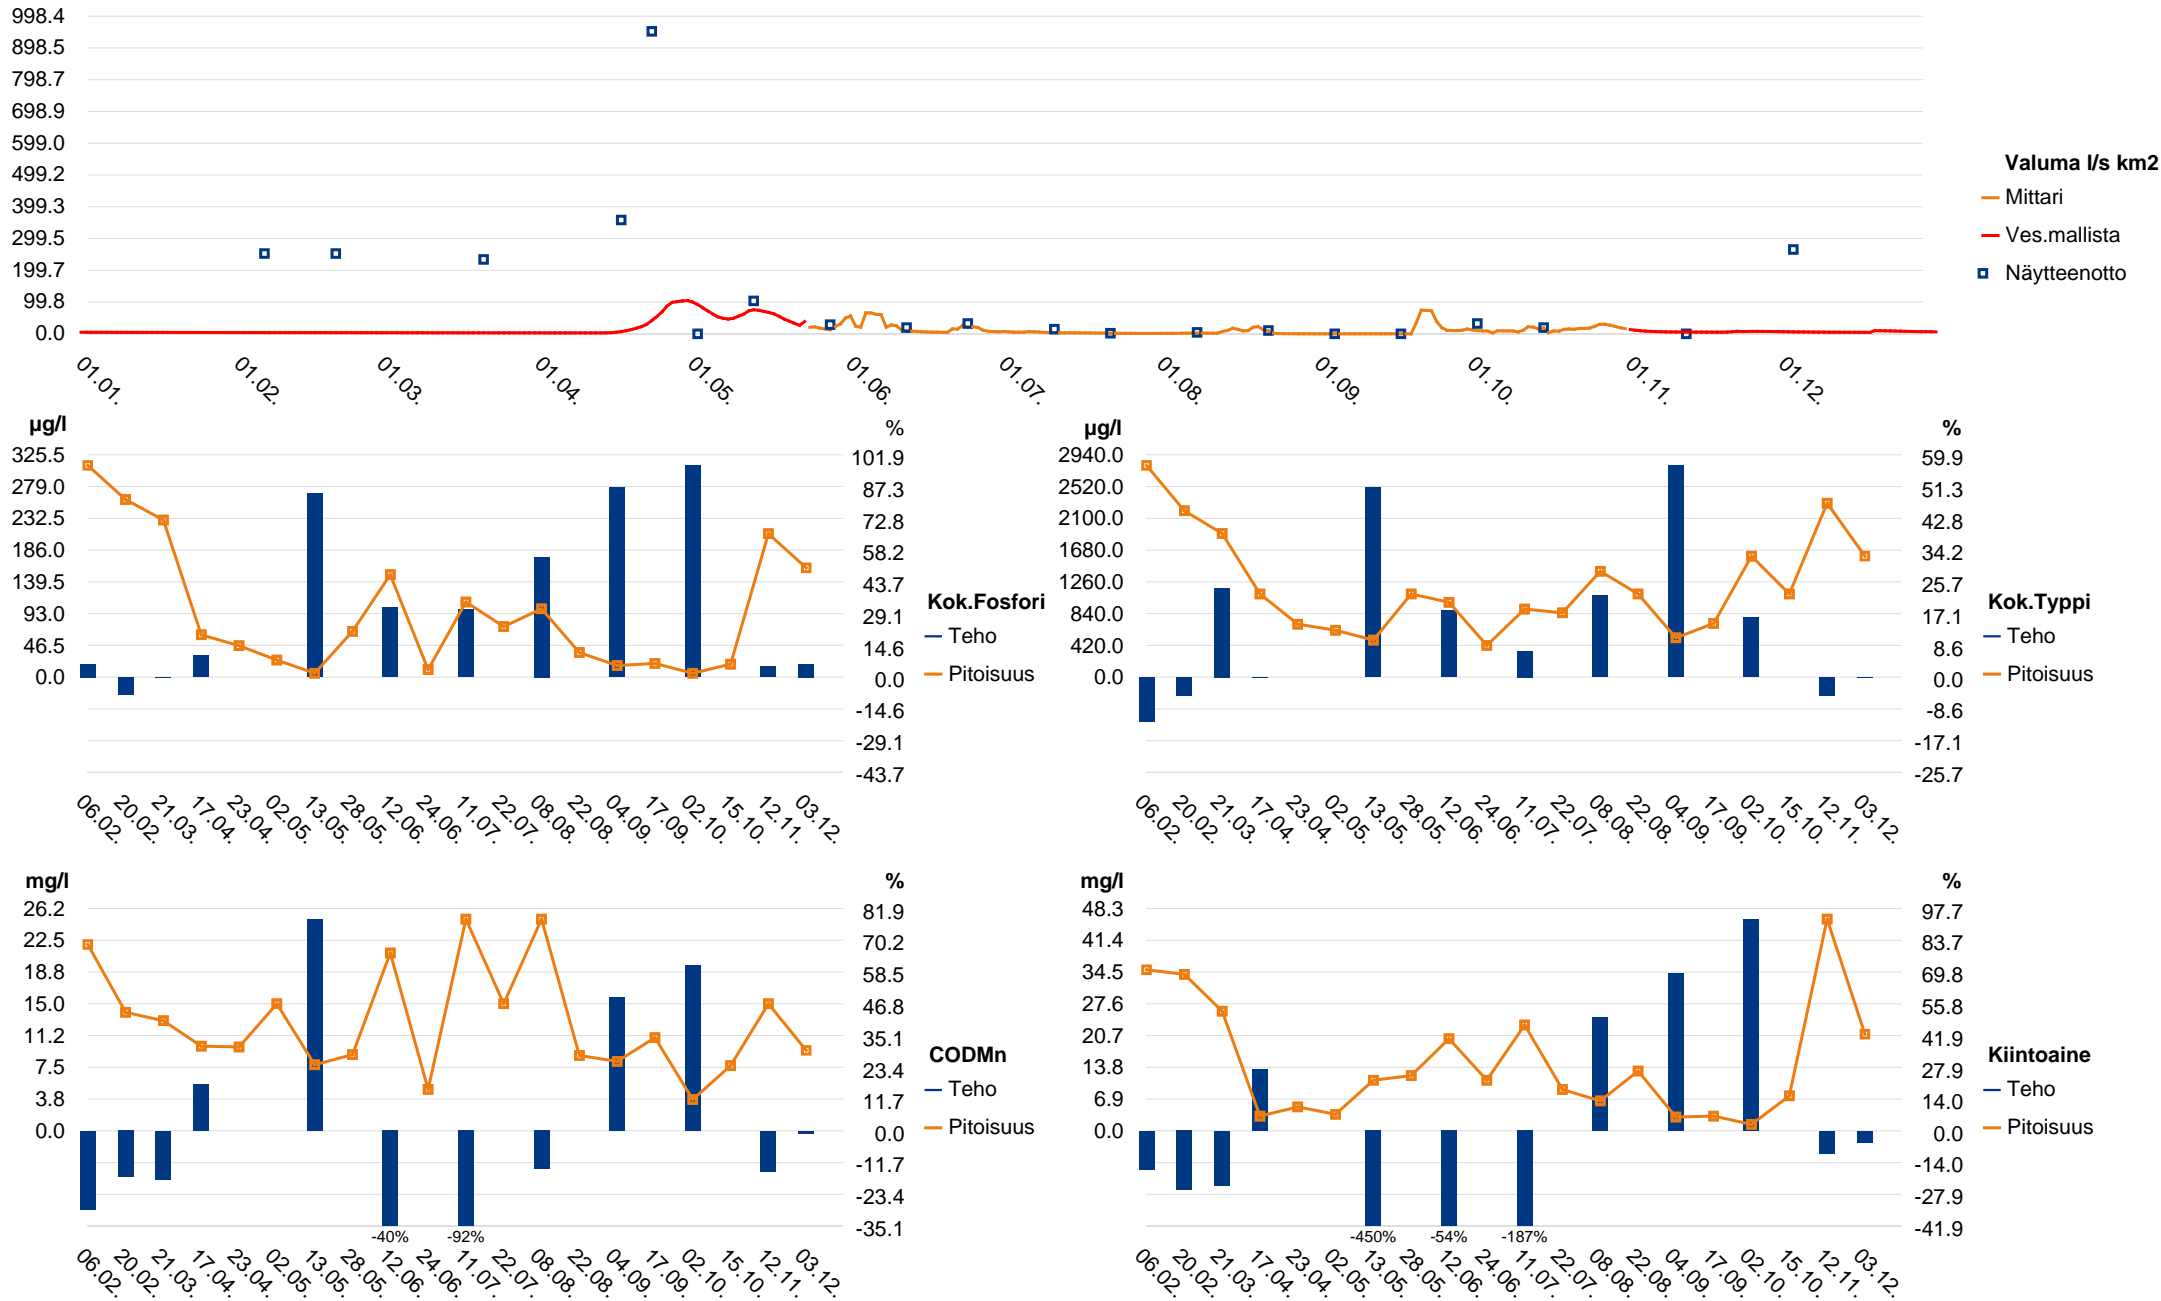 998.4
898.5
798.7
698.9
599.0
499.2
399.3
299.5
199.7
99.8
0.0
Valuma l/s km2
Mittari
Ves.mallista
Näytteenotto
01.01. 01.02. 01.03. 01.04. 01.05. 01.06. 01.07. 01.08. 01.09. 01.10. 01.11. 01.12.
µg/l %
325.5 101.9
279.0 87.3
232.5 72.8
186.0 58.2
139.5 43.7
93.0 29.1
46.5 14.6
0.0 0.0
-14.6
-29.1
-43.7
Kok.Fosfori
Teho
Pitoisuus
06.02. 20.02. 21.03. 17.04. 23.04. 02.05. 13.05. 28.05. 12.06. 24.06. 11.07. 22.07. 08.08. 22.08. 04.09. 17.09. 02.10. 15.10. 12.11. 03.12.
µg/l %
2940.0 59.9
2520.0 51.3
2100.0 42.8
1680.0 34.2
1260.0 25.7
840.0 17.1
420.0 8.6
0.0 0.0
-8.6
-17.1
-25.7
Kok.Typpi
Teho
Pitoisuus
06.02. 20.02. 21.03. 17.04. 23.04. 02.05. 13.05. 28.05. 12.06. 24.06. 11.07. 22.07. 08.08. 22.08. 04.09. 17.09. 02.10. 15.10. 12.11. 03.12.
mg/l %
26.2 81.9
22.5 70.2
18.8 58.5
15.0 46.8
11.2 35.1
7.5 23.4
3.8 11.7
0.0 0.0
-11.7
-23.4
-35.1
-40% -92%
CODMn
Teho
Pitoisuus
06.02. 20.02. 21.03. 17.04. 23.04. 02.05. 13.05. 28.05. 12.06. 24.06. 11.07. 22.07. 08.08. 22.08. 04.09. 17.09. 02.10. 15.10. 12.11. 03.12.
mg/l %
48.3 97.7
41.4 83.7
34.5 69.8
27.6 55.8
20.7 41.9
13.8 27.9
6.9 14.0
0.0 0.0
-14.0
-27.9
-41.9
-450% -54% -187%
Kiintoaine
Teho
Pitoisuus
06.02. 20.02. 21.03. 17.04. 23.04. 02.05. 13.05. 28.05. 12.06. 24.06. 11.07. 22.07. 08.08. 22.08. 04.09. 17.09. 02.10. 15.10. 12.11. 03.12.